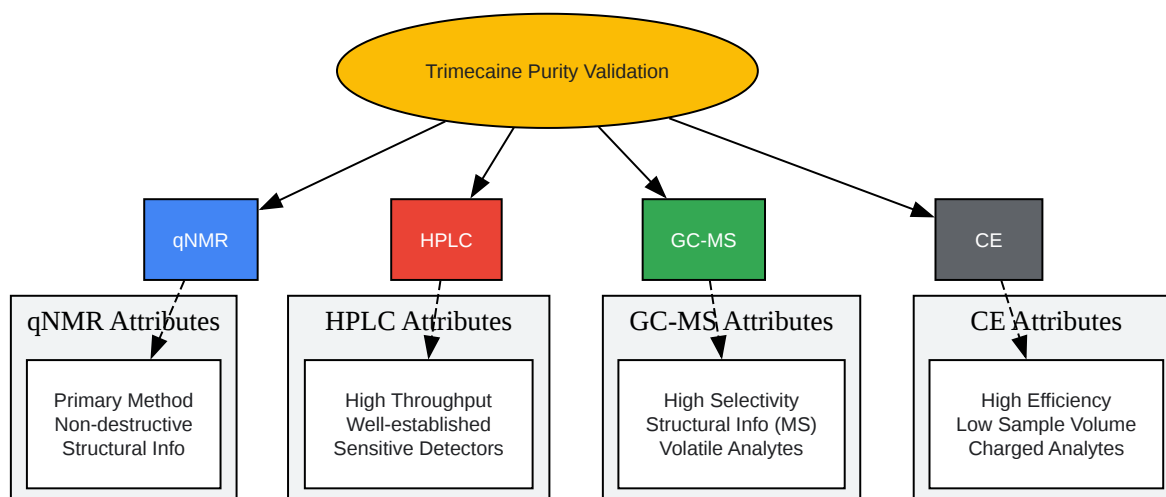 Trimecaine Purity Validation
qNMR
HPLC
GC-MS
CE
qNMR Attributes
HPLC Attributes
GC-MS Attributes
CE Attributes
Primary Method
Non-destructive
Structural Info
High Throughput
Well-established
Sensitive Detectors
High Selectivity
Structural Info (MS)
Volatile Analytes
High Efficiency
Low Sample Volume
Charged Analytes